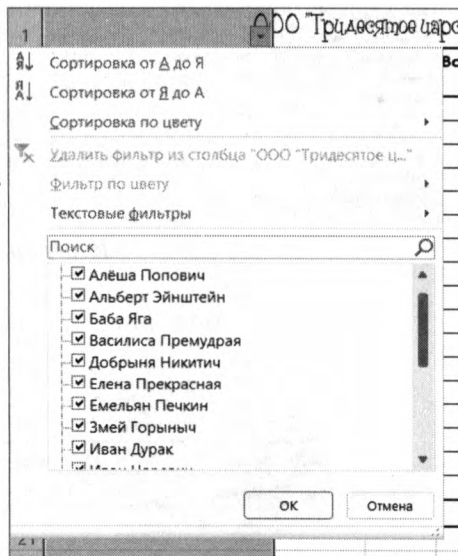 1
ООО "Тридесятое царс
Вс
Сортировка от А до Я
Сортировка от Я до А
Сортировка по цвету
Удалить фильтр из столбца "ООО "Тридесятое ц..."
Фильтр по цвету
Текстовые фильтры
Поиск
Алёша Попович
Альберт Эйнштейн
Баба Яга
Василиса Премудрая
Добрыня Никитич
Елена Прекрасная
Емельян Печкин
Змей Горыныч
Иван Дурак
ОК
Отмена
21